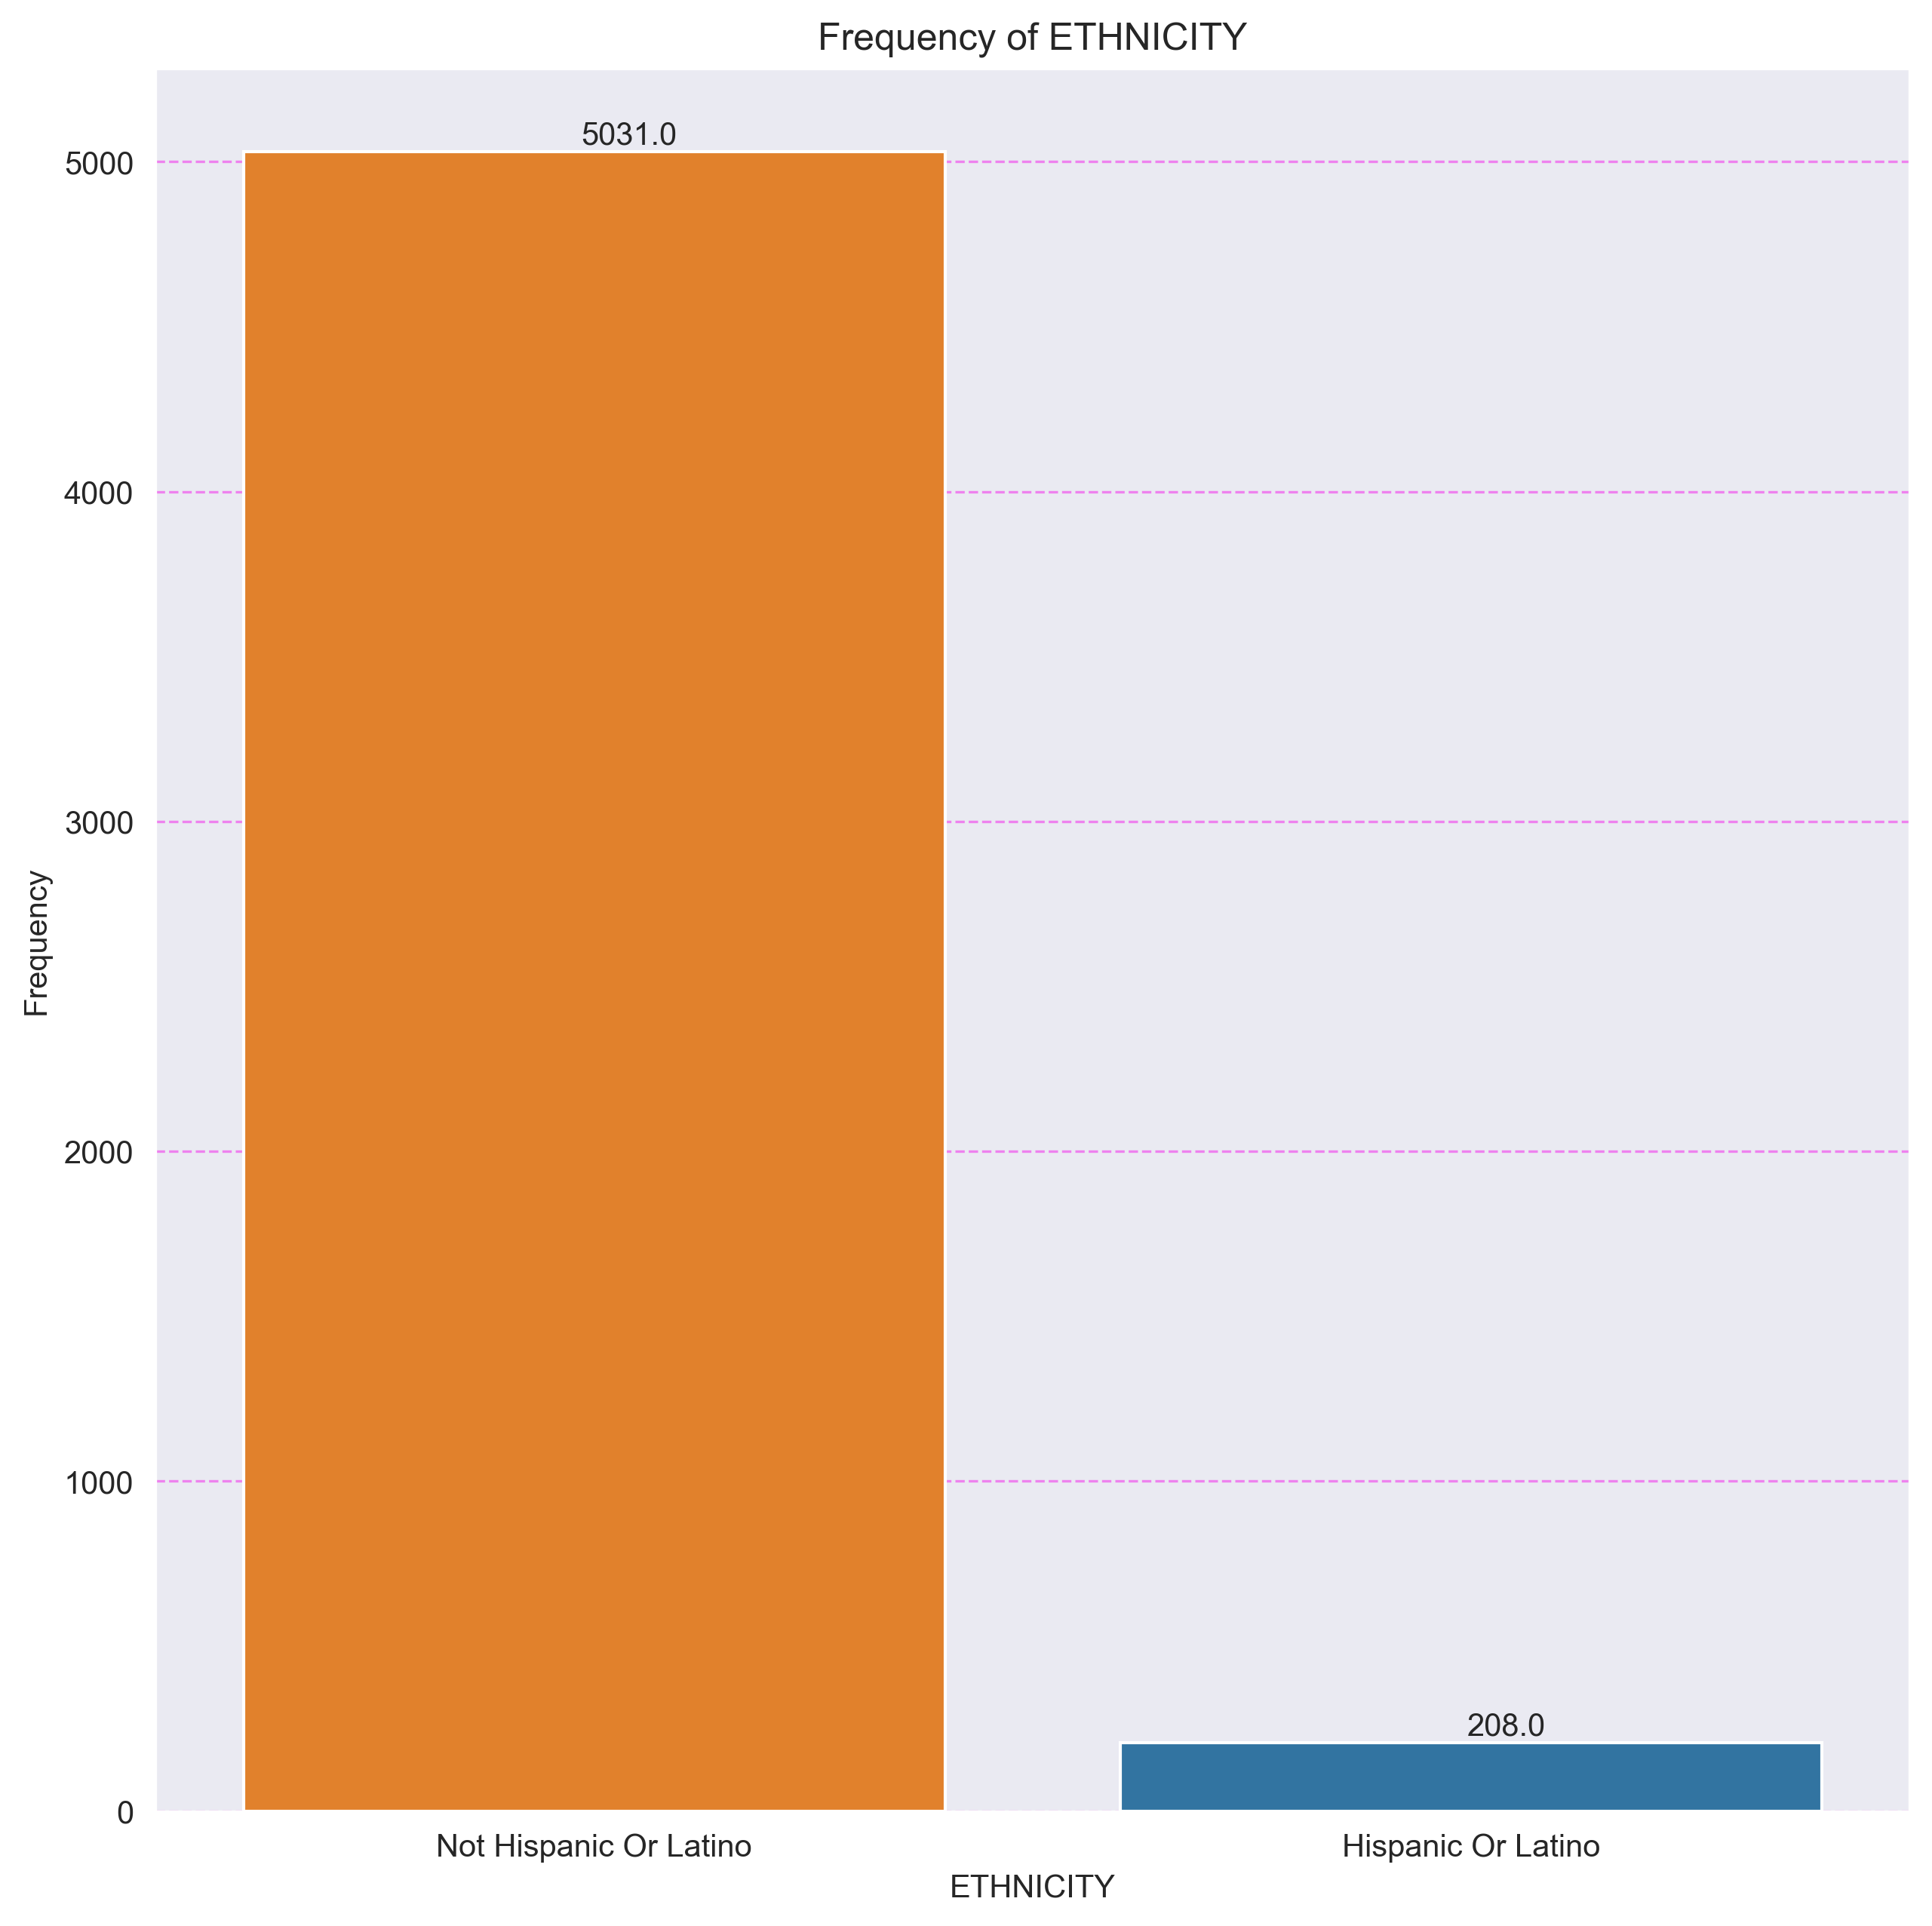 Frequency of ETHNICITY
5031.0
5000
4000
3000
Frequency
2000
1000
208.0
0
Not Hispanic Or Latino
Hispanic Or Latino
ETHNICITY